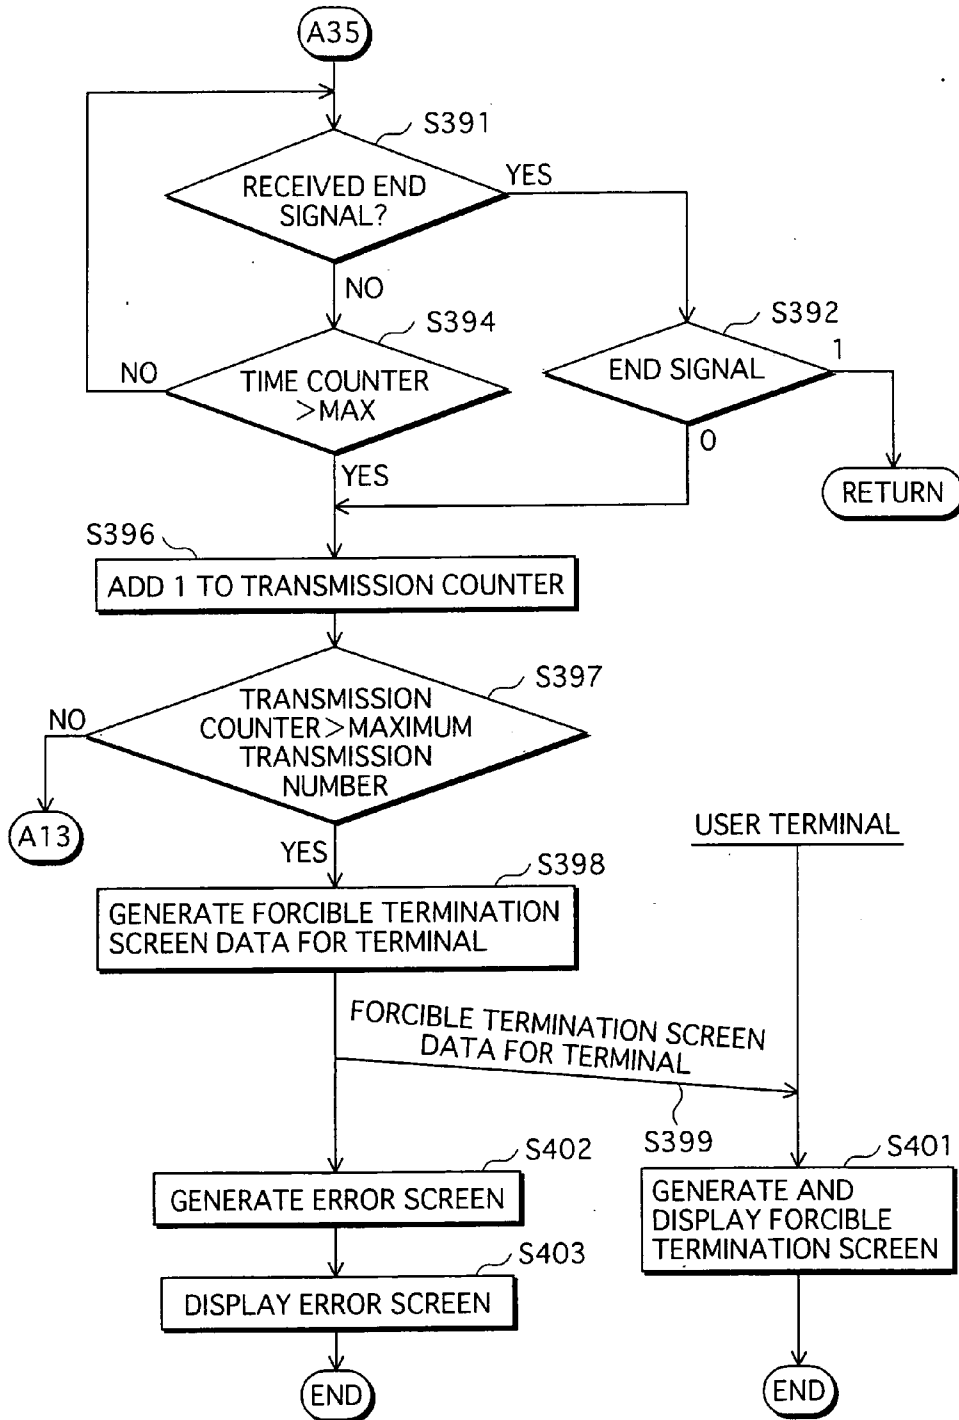 A35
S391
RECEIVED END
SIGNAL?
YES
NO
S394
TIME COUNTER
>MAX
NO
YES
S392
END SIGNAL
1
0
RETURN
S396
ADD 1 TO TRANSMISSION COUNTER
S397
TRANSMISSION
COUNTER>MAXIMUM
TRANSMISSION
NUMBER
NO
A13
YES
USER TERMINAL
S398
GENERATE FORCIBLE TERMINATION
SCREEN DATA FOR TERMINAL
FORCIBLE TERMINATION SCREEN
DATA FOR TERMINAL
S399
S402
GENERATE ERROR SCREEN
S401
GENERATE AND
DISPLAY FORCIBLE
TERMINATION SCREEN
S403
DISPLAY ERROR SCREEN
END
END